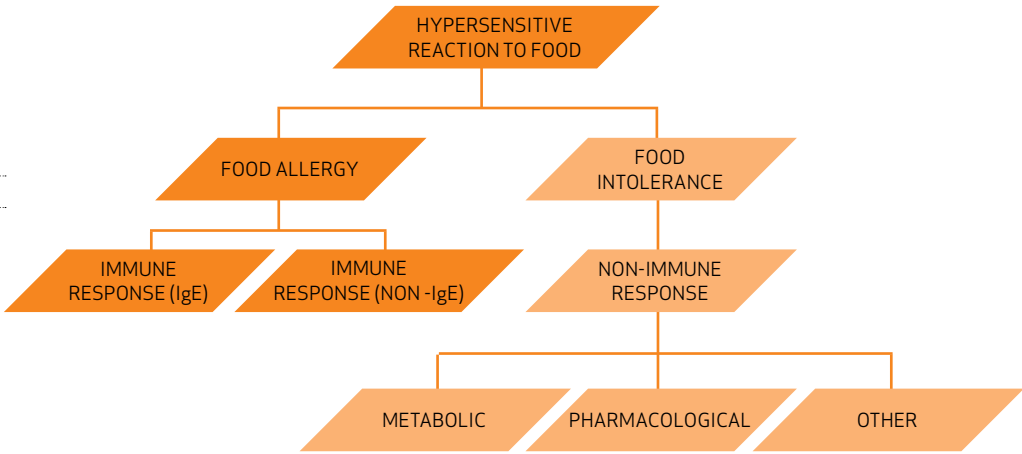 HYPERSENSITIVE
REACTION TO FOOD
FOOD ALLERGY
FOOD
INTOLERANCE
IMMUNE
RESPONSE (IgE)
IMMUNE
RESPONSE (NON -IgE)
NON-IMMUNE
RESPONSE
METABOLIC
PHARMACOLOGICAL
OTHER